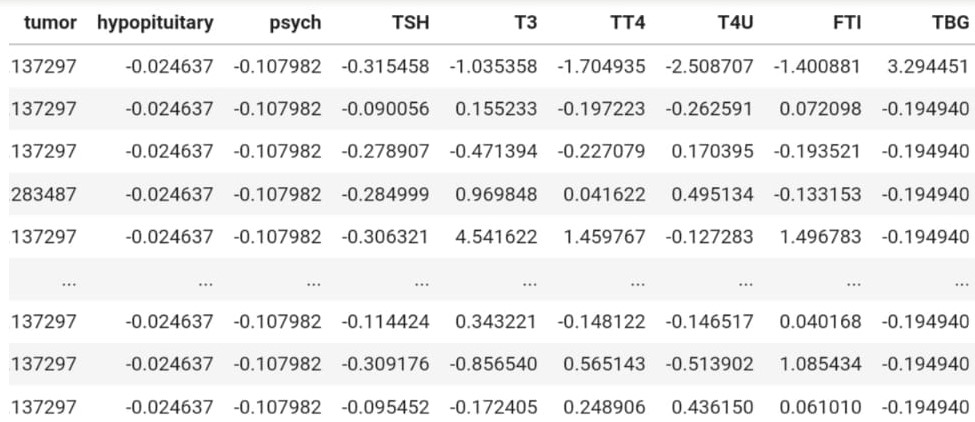 tumor hypopituitary psych TSH T3 TT4 T4U FTI TBG
137297 -0.024637 -0.107982 -0.315458 -1.035358 -1.704935 -2.508707 -1.400881 3.294451
137297 -0.024637 -0.107982 -0.090056 0.155233 -0.197223 -0.262591 0.072098 -0.194940
137297 -0.024637 -0.107982 -0.278907 -0.471394 -0.227079 0.170395 -0.193521 -0.194940
283487 -0.024637 -0.107982 -0.284999 0.969848 0.041622 0.495134 -0.133153 -0.194940
137297 -0.024637 -0.107982 -0.306321 4.541622 1.459767 -0.127283 1.496783 -0.194940
... ... ... ... ... ... ... ... ...
137297 -0.024637 -0.107982 -0.114424 0.343221 -0.148122 -0.146517 0.040168 -0.194940
137297 -0.024637 -0.107982 -0.309176 -0.856540 0.565143 -0.513902 1.085434 -0.194940
137297 -0.024637 -0.107982 -0.095452 -0.172405 0.248906 0.436150 0.061010 -0.194940